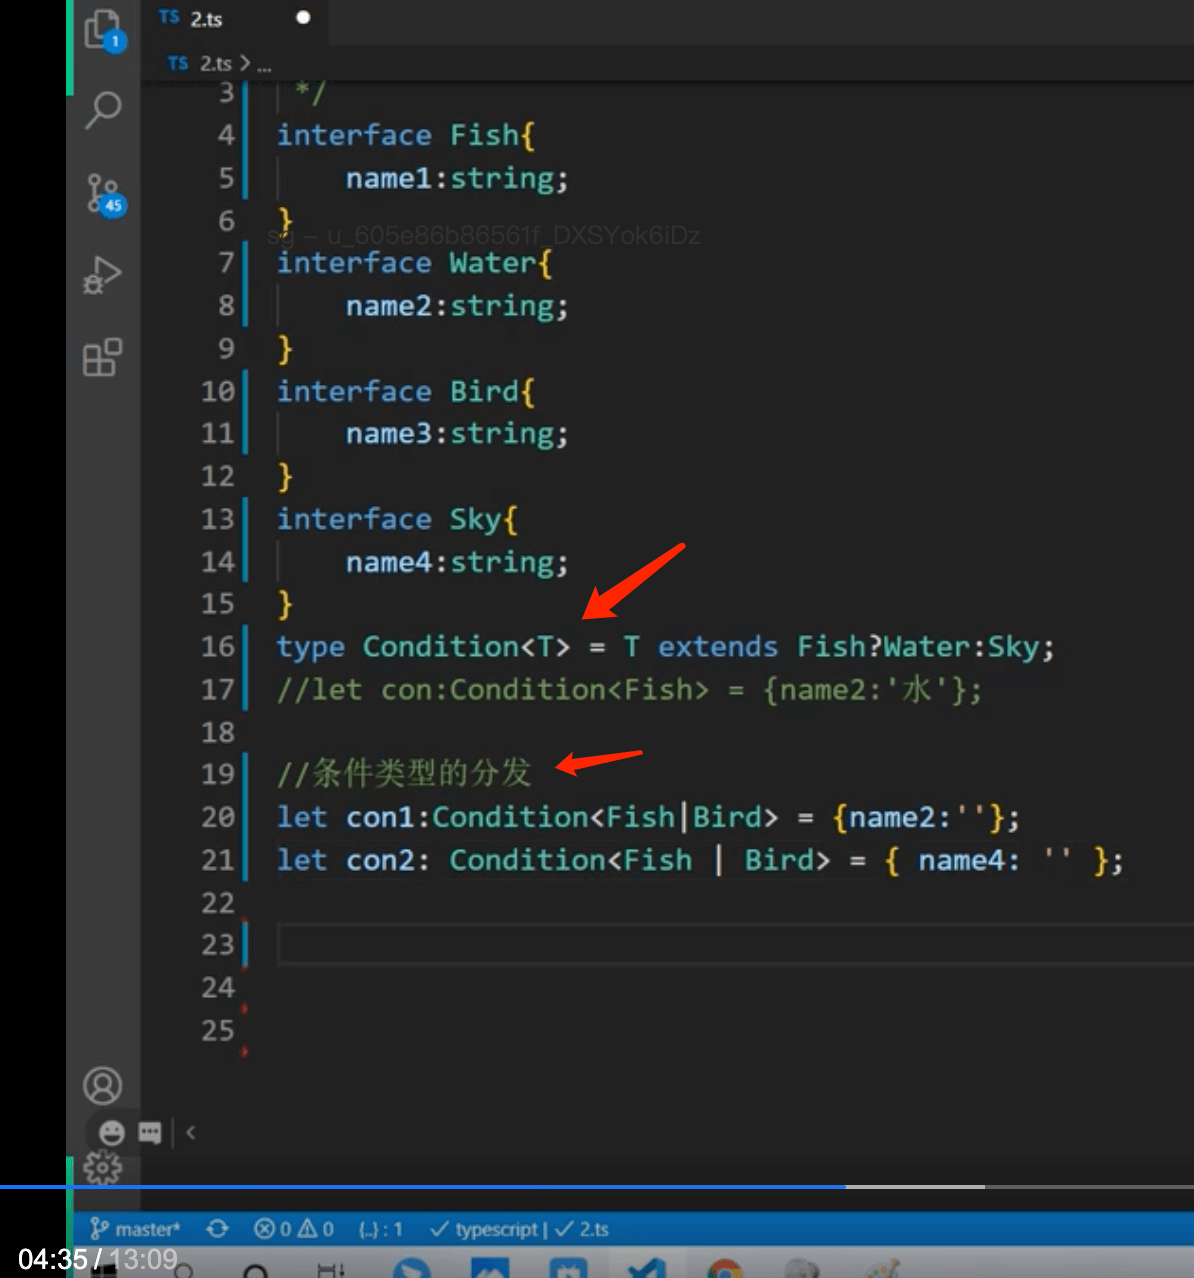 TS 2.ts
1
TS 2.ts > ...
3 */
4 interface Fish{
5 name1:string;
6 }
sg – u_605e86b86561f_DXSYok6iDz
7 interface Water{
8 name2:string;
9 }
10 interface Bird{
11 name3:string;
12 }
13 interface Sky{
14 name4:string;
15 }
16 type Condition<T> = T extends Fish?Water:Sky;
17 //let con:Condition<Fish> = {name2:'水'};
18
19 //条件类型的分发
20 let con1:Condition<Fish|Bird> = {name2:''};
21 let con2: Condition<Fish | Bird> = { name4: '' };
22
23
24
25
45
master* 0 0 {..} : 1 typescript | 2.ts
04:35 / 13:09